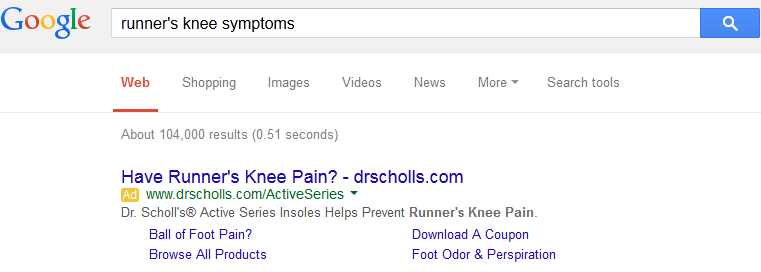 Google runner's knee symptoms
Web Shopping Images Videos News More Search tools
About 104,000 results (0.51 seconds)
Have Runner's Knee Pain? - drscholls.com
Ad www.drscholls.com/ActiveSeries
Dr. Scholl's® Active Series Insoles Helps Prevent Runner's Knee Pain.
Ball of Foot Pain? Download A Coupon
Browse All Products Foot Odor & Perspiration